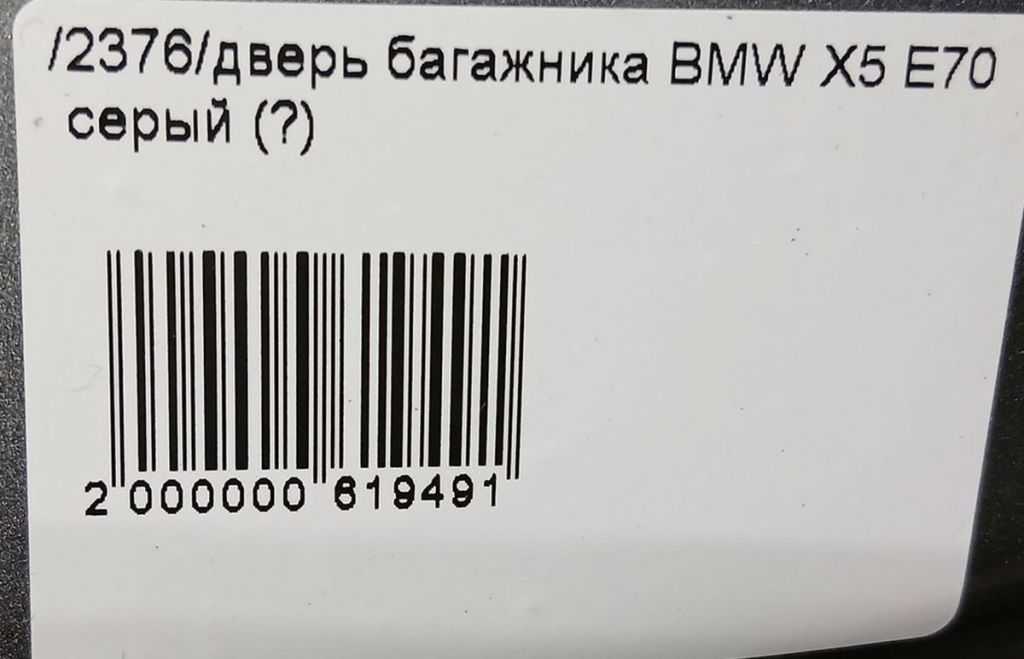 /2376/дверь багажника BMW X5 E70
серый (?)
2 000000 619491